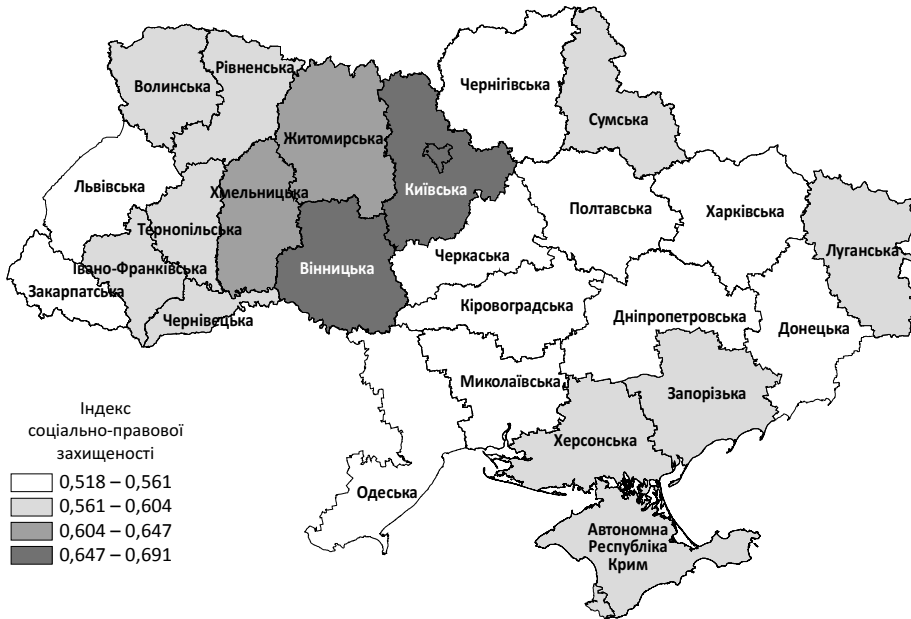 Чернігівська
Рівненська
Волинська
Сумська
Житомирська
Київська
Львівська
Хмельницька
Полтавська
Харківська
Тернопільська
Луганська
Черкаська
Вінницька
Івано-Франківська
Закарпатська
Кіровоградська
Чернівецька
Дніпропетровська
Донецька
Миколаївська
Запорізька
Херсонська
Одеська
Автономна
Республіка
Крим
Індекс
соціально-правової
захищеності
0,518 – 0,561
0,561 – 0,604
0,604 – 0,647
0,647 – 0,691